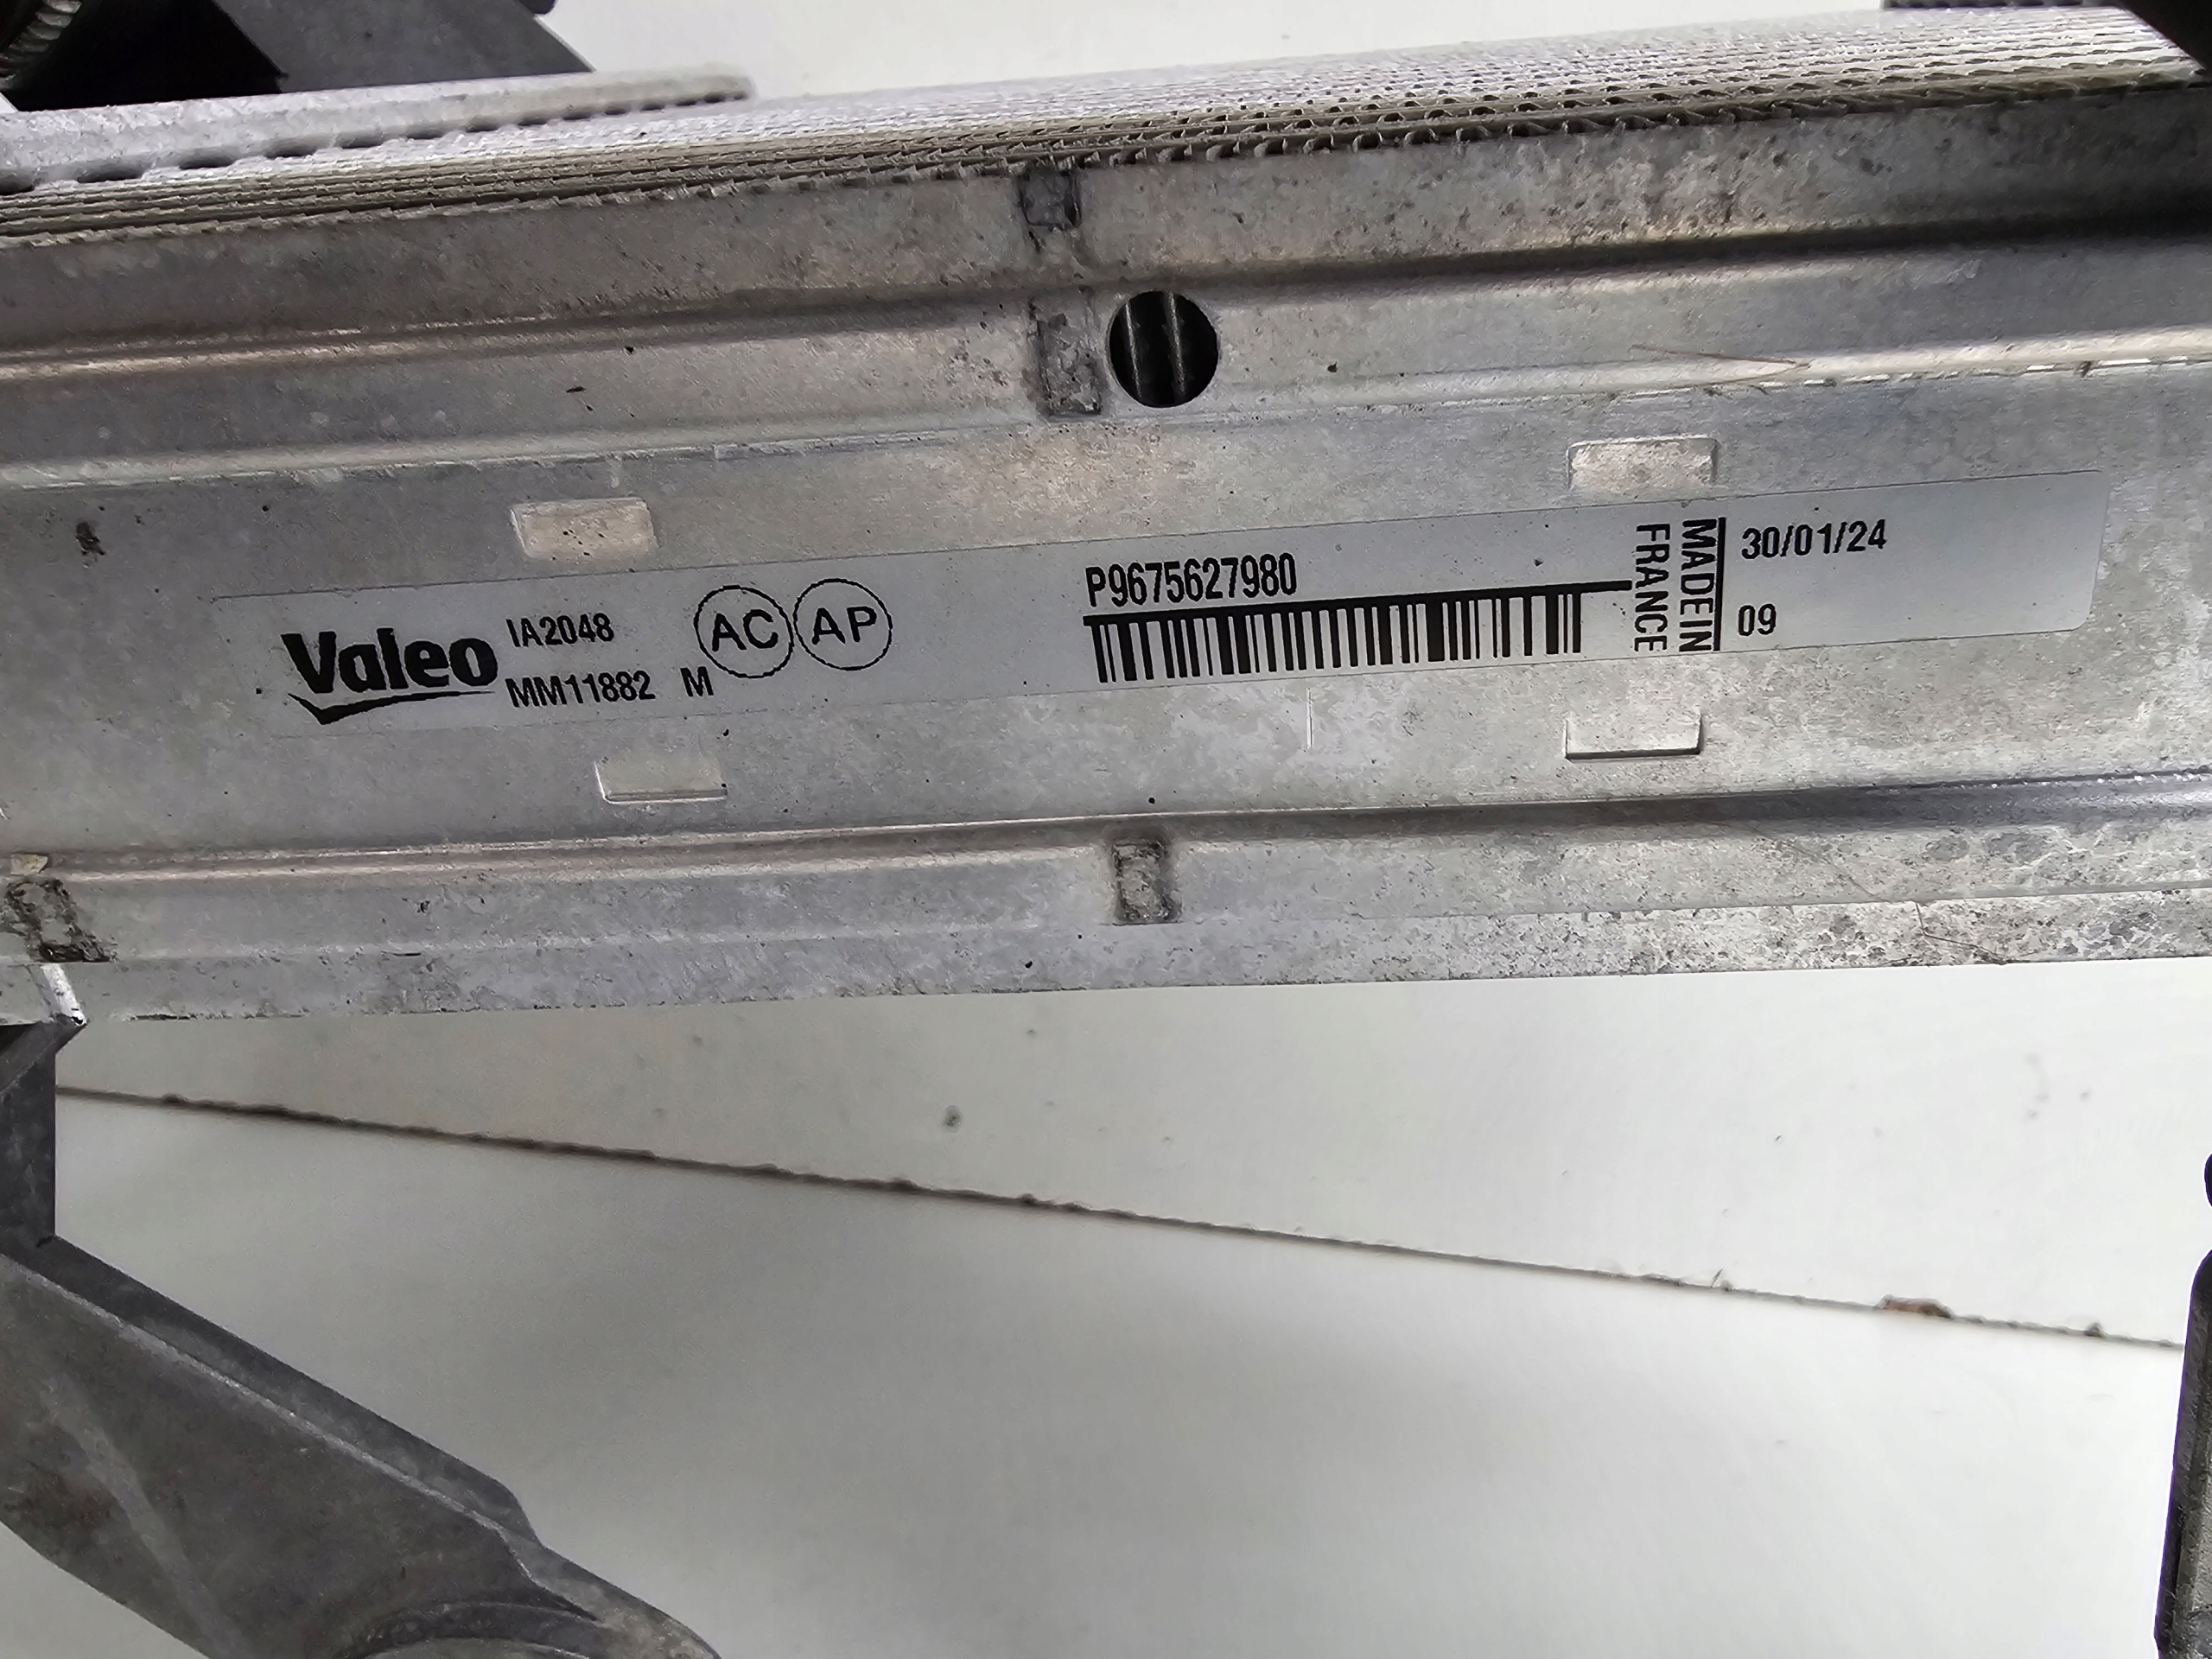 Valeo
IA2048
MM11882 M
AC
AP
P9675627980
MADE IN
FRANCE
30/01/24
09